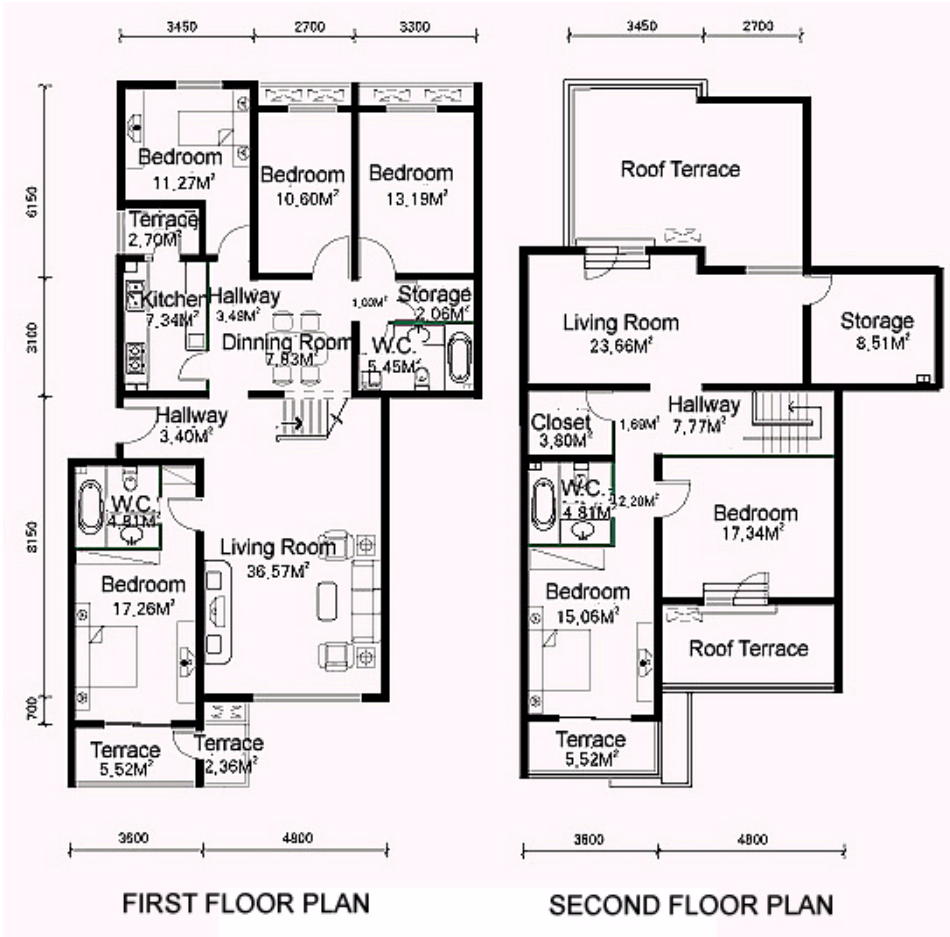 3450 2700 3300
3450 2700
6150
3100
8150
700
Bedroom
11.27M²
Bedroom
10.60M²
Bedroom
13.19M²
Terrace
2.70M²
Kitchen
7.34M²
Hallway
3.48M²
1.00M²
Storage
2.06M²
Dinning Room
7.83M²
W.C.
5.45M²
Hallway
3.40M²
W.C.
4.81M²
Living Room
36.57M²
Bedroom
17.26M²
Terrace
5.52M²
Terrace
2.36M²
3600 4800
FIRST FLOOR PLAN
Roof Terrace
Living Room
23.66M²
Storage
8.51M²
Closet
3.80M²
1.69M²
Hallway
7.77M²
W.C.
4.81M²
2.20M²
Bedroom
17.34M²
Bedroom
15.06M²
Roof Terrace
Terrace
5.52M²
3600 4800
SECOND FLOOR PLAN